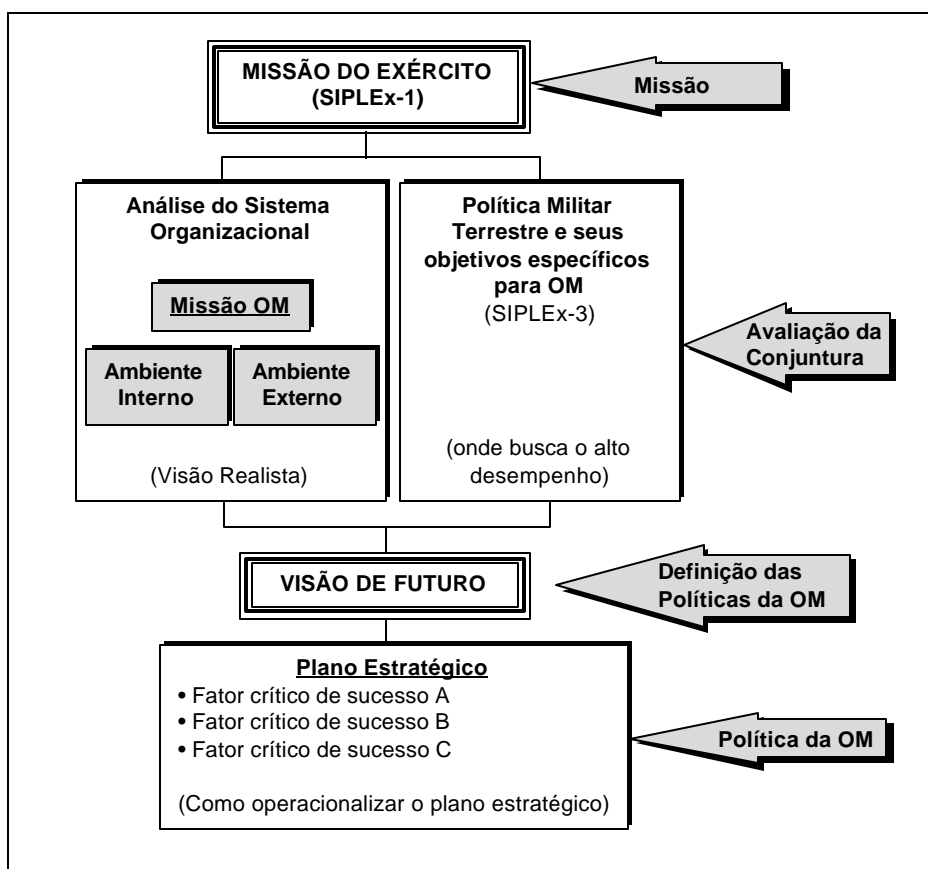 MISSÃO DO EXÉRCITO
(SIPLEx-1)
Missão
Análise do Sistema
Organizacional
Missão OM
Ambiente
Interno
Ambiente
Externo
(Visão Realista)
Política Militar
Terrestre e seus
objetivos específicos
para OM
(SIPLEx-3)
(onde busca o alto
desempenho)
Avaliação da
Conjuntura
VISÃO DE FUTURO
Definição das
Políticas da OM
Plano Estratégico
• Fator crítico de sucesso A
• Fator crítico de sucesso B
• Fator crítico de sucesso C
(Como operacionalizar o plano estratégico)
Política da OM